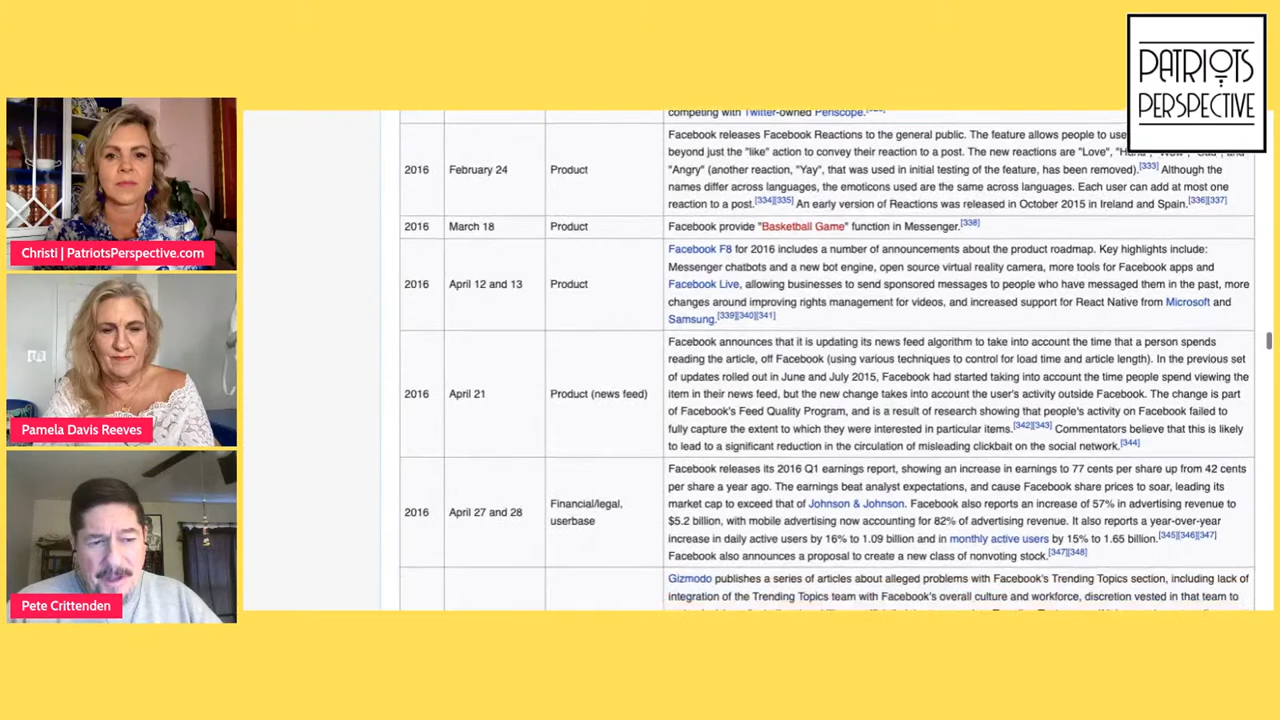 PATRIOTS
PERSPECTIVE
Christi | PatriotsPerspective.com
Pamela Davis Reeves
Pete Crittenden
competing with Twitter-owned Periscope.
2016
February 24
Product
Facebook releases Facebook Reactions to the general public. The feature allows people to use
beyond just the "like" action to convey their reaction to a post. The new reactions are "Love",
"Angry" (another reaction, "Yay", that was used in initial testing of the feature, has been removed).[333] Although the
names differ across languages, the emoticons used are the same across languages. Each user can add at most one
reaction to a post.[334][335] An early version of Reactions was released in October 2015 in Ireland and Spain.[336][337]
2016
March 18
Product
Facebook provide "Basketball Game" function in Messenger.[338]
2016
April 12 and 13
Product
Facebook F8 for 2016 includes a number of announcements about the product roadmap. Key highlights include:
Messenger chatbots and a new bot engine, open source virtual reality camera, more tools for Facebook apps and
Facebook Live, allowing businesses to send sponsored messages to people who have messaged them in the past, more
changes around improving rights management for videos, and increased support for React Native from Microsoft and
Samsung.[339][340][341]
2016
April 21
Product (news feed)
Facebook announces that it is updating its news feed algorithm to take into account the time that a person spends
reading the article, off Facebook (using various techniques to control for load time and article length). In the previous set
of updates rolled out in June and July 2015, Facebook had started taking into account the time people spend viewing the
item in their news feed, but the new change takes into account the user's activity outside Facebook. The change is part
of Facebook's Feed Quality Program, and is a result of research showing that people's activity on Facebook failed to
fully capture the extent to which they were interested in particular items.[342][343] Commentators believe that this is likely
to lead to a significant reduction in the circulation of misleading clickbait on the social network.[344]
2016
April 27 and 28
Financial/legal,
userbase
Facebook releases its 2016 Q1 earnings report, showing an increase in earnings to 77 cents per share up from 42 cents
per share a year ago. The earnings beat analyst expectations, and cause Facebook share prices to soar, leading its
market cap to exceed that of Johnson & Johnson. Facebook also reports an increase of 57% in advertising revenue to
$5.2 billion, with mobile advertising now accounting for 82% of advertising revenue. It also reports a year-over-year
increase in daily active users by 16% to 1.09 billion and in monthly active users by 15% to 1.65 billion.[345][346][347]
Facebook also announces a proposal to create a new class of nonvoting stock.[347][348]
Gizmodo publishes a series of articles about alleged problems with Facebook's Trending Topics section, including lack of
integration of the Trending Topics team with Facebook's overall culture and workforce, discretion vested in that team to